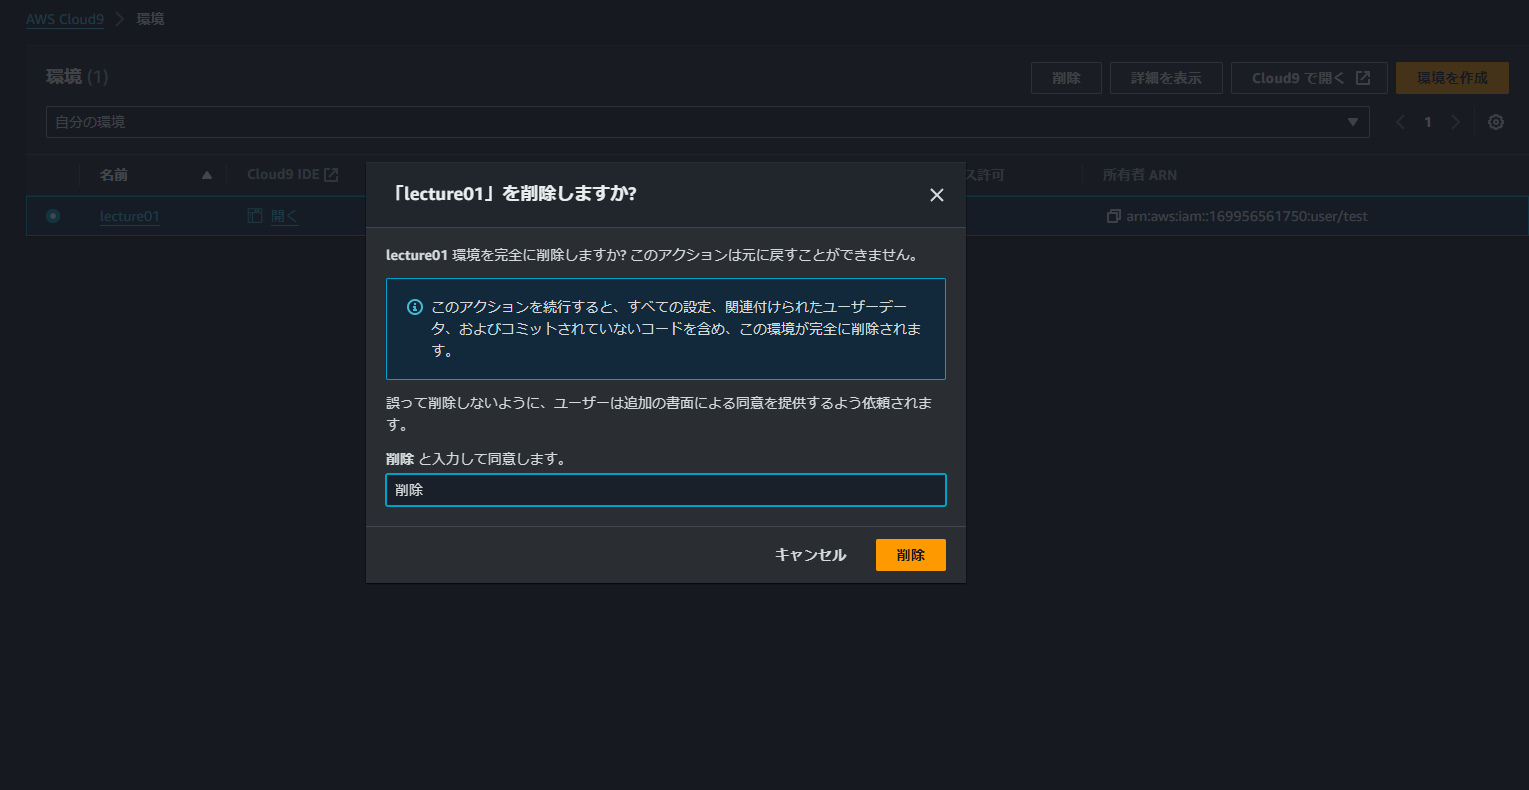 AWS Cloud9 > 環境
環境 (1)
削除
詳細を表示
Cloud9 で開く
環境を作成
自分の環境
1
名前
Cloud9 IDE
ス許可
所有者 ARN
lecture01
開く
arn:aws:iam::169956561750:user/test
「lecture01」を削除しますか?
lecture01 環境を完全に削除しますか? このアクションは元に戻すことができません。
このアクションを続行すると、すべての設定、関連付けられたユーザーデー
タ、およびコミットされていないコードを含め、この環境が完全に削除されま
す。
誤って削除しないように、ユーザーは追加の書面による同意を提供するよう依頼されま
す。
削除 と入力して同意します。
削除
キャンセル
削除